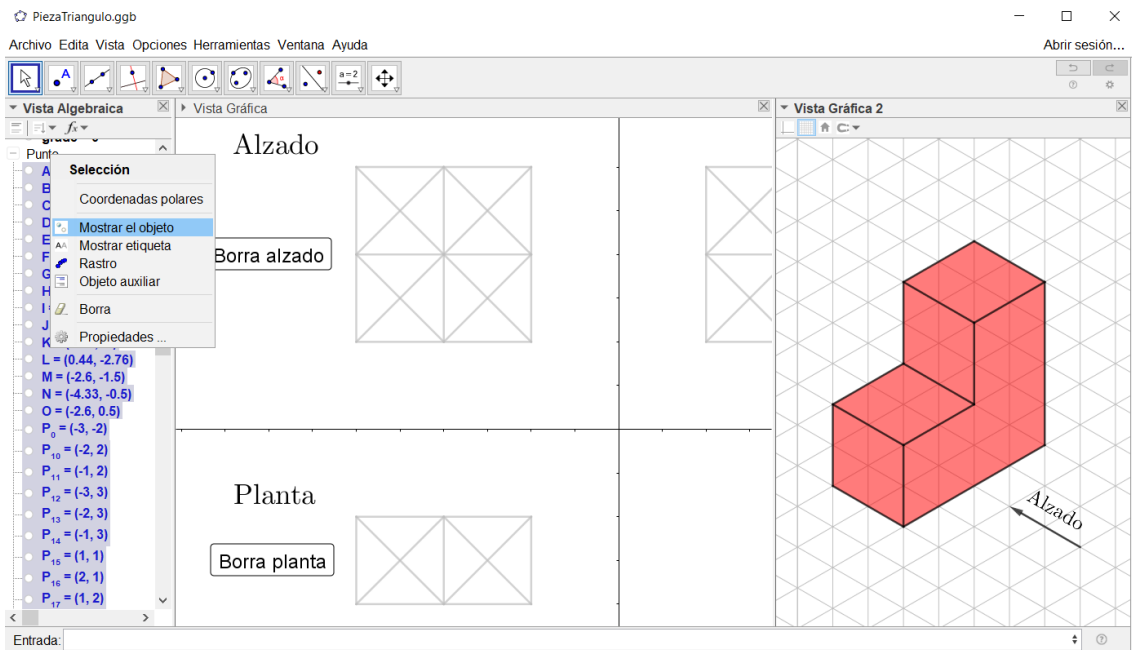 PiezaTriangulo.ggb
Archivo Edita Vista Opciones Herramientas Ventana Ayuda
Abrir sesión...
A
α
a=2
Vista Algebraica
Vista Gráfica
Vista Gráfica 2
fx
Punto
Selección
Coordenadas polares
Mostrar el objeto
AA Mostrar etiqueta
Rastro
Objeto auxiliar
Borra
Propiedades ...
A
B
C
D
E
F
G
H
I
J
K
L = (0.44, -2.76)
M = (-2.6, -1.5)
N = (-4.33, -0.5)
O = (-2.6, 0.5)
P₀ = (-3, -2)
P₁₀ = (-2, 2)
P₁₁ = (-1, 2)
P₁₂ = (-3, 3)
P₁₃ = (-2, 3)
P₁₄ = (-1, 3)
P₁₅ = (1, 1)
P₁₆ = (2, 1)
P₁₇ = (1, 2)
Alzado
Borra alzado
Planta
Borra planta
Alzado
Entrada: